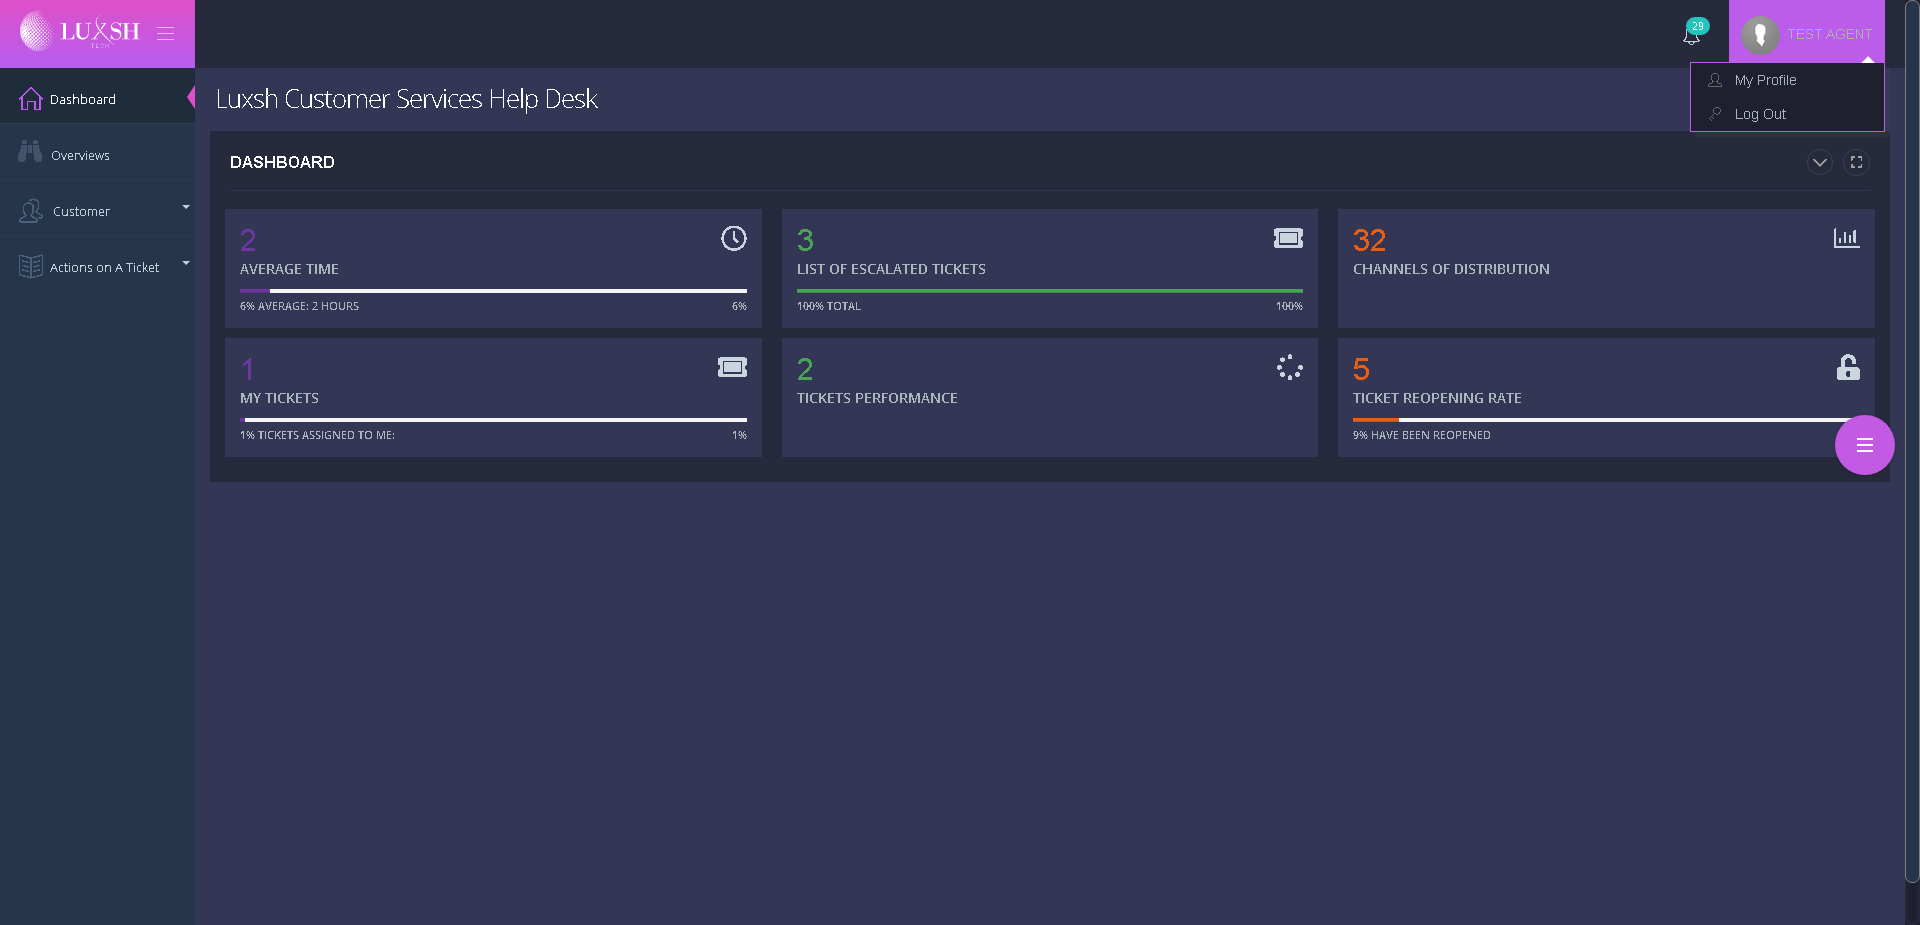 LUXSH
TECH
29
TEST AGENT
My Profile
Log Out
Dashboard
Overviews
Customer
Actions on A Ticket
Luxsh Customer Services Help Desk
DASHBOARD
2
AVERAGE TIME
6% AVERAGE: 2 HOURS
6%
3
LIST OF ESCALATED TICKETS
100% TOTAL
100%
32
CHANNELS OF DISTRIBUTION
1
MY TICKETS
1% TICKETS ASSIGNED TO ME:
1%
2
TICKETS PERFORMANCE
5
TICKET REOPENING RATE
9% HAVE BEEN REOPENED